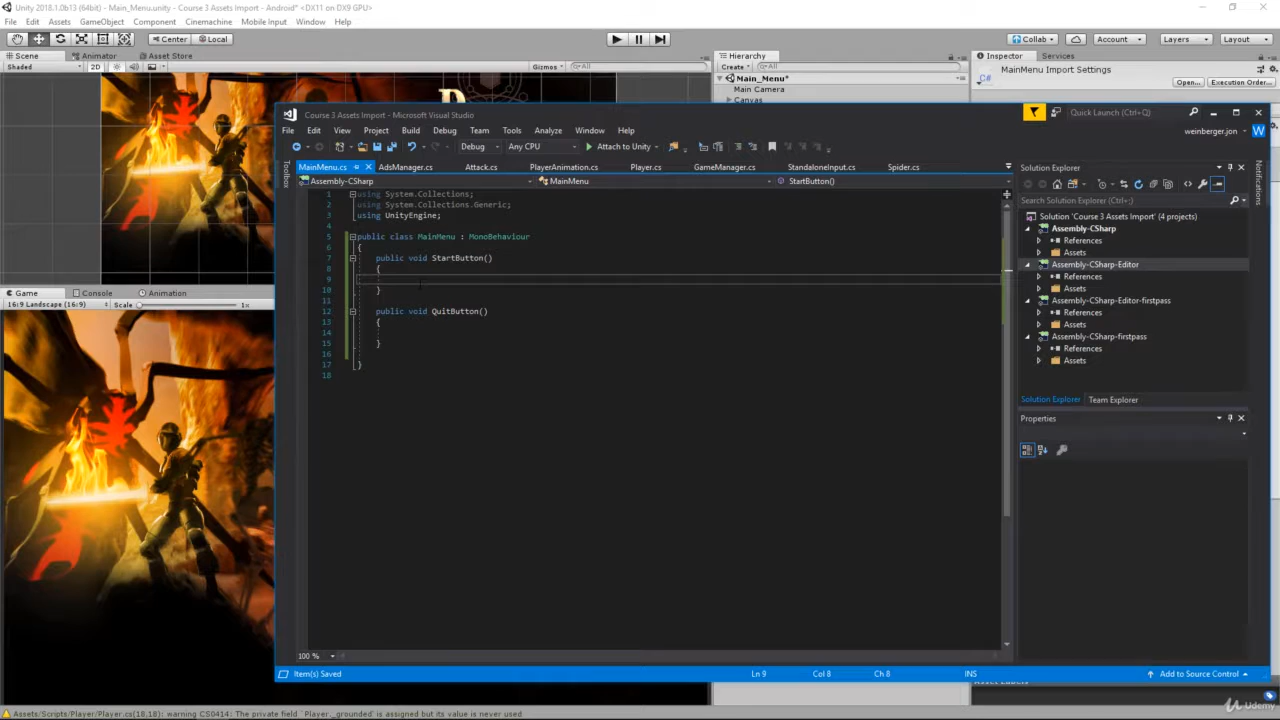 Unity 2018.1.0b13 (64bit) - Main_Menu.unity - Course 3 Assets Import - Android* <DX11 on DX9 GPU>
File Edit Assets GameObject Component Cinemachine Mobile Input Window Help
Center Local Collab Account Layers Layout
Scene Animator Asset Store Hierarchy Inspector Services
Shaded 2D Gizmos All Create All MainMenu Import Settings
Main_Menu* Open... Execution Order...
Main Camera
Canvas
D
Course 3 Assets Import - Microsoft Visual Studio Quick Launch (Ctrl+Q)
File Edit View Project Build Debug Team Tools Analyze Window Help weinberger.jon W
Debug Any CPU Attach to Unity
Toolbox
MainMenu.cs AdsManager.cs Attack.cs PlayerAnimation.cs Player.cs GameManager.cs StandaloneInput.cs Spider.cs
Assembly-CSharp MainMenu StartButton()
1 using System.Collections;
2 using System.Collections.Generic;
3 using UnityEngine;
4
5 public class MainMenu : MonoBehaviour
6 {
7 public void StartButton()
8 {
9
10 }
11
12 public void QuitButton()
13 {
14
15 }
16
17 }
18
100 %
Item(s) Saved Ln 9 Col 8 Ch 8 INS Add to Source Control
Solution Explorer
Search Solution Explorer (Ctrl+;)
Solution 'Course 3 Assets Import' (4 projects)
Assembly-CSharp
References
Assets
Assembly-CSharp-Editor
References
Assets
Assembly-CSharp-Editor-firstpass
References
Assets
Assembly-CSharp-firstpass
References
Assets
Solution Explorer Team Explorer
Properties
Notifications
Game Console Animation
16:9 Landscape (16:9) Scale 1x
Asset Labels
Assets/Scripts/Player/Player.cs(18,18): warning CS0414: The private field `Player._grounded' is assigned but its value is never used
Udemy